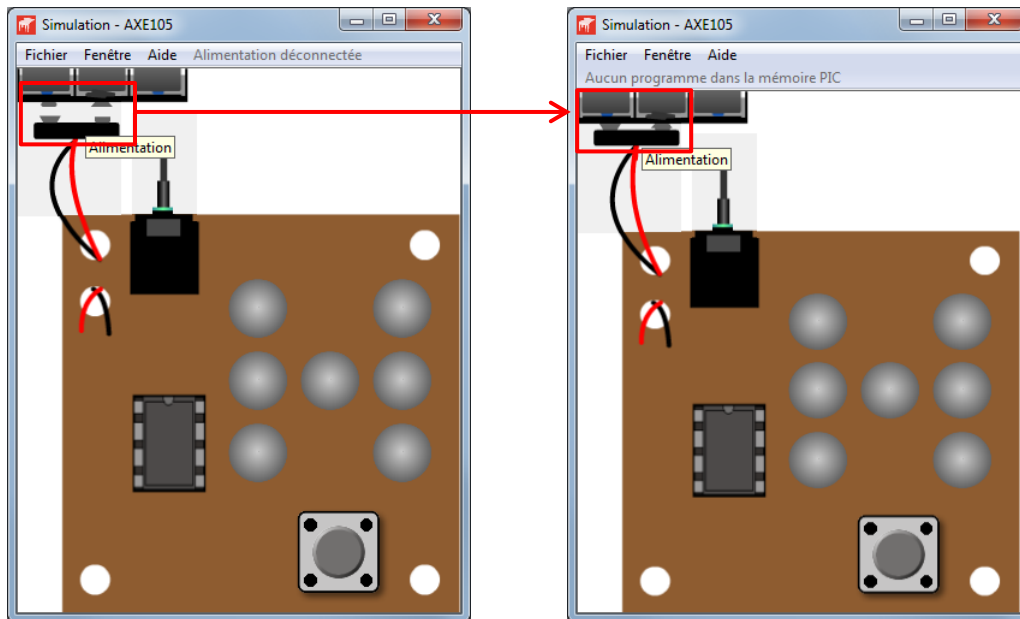 Simulation - AXE105
Fichier Fenêtre Aide Alimentation déconnectée
Alimentation
Simulation - AXE105
Fichier Fenêtre Aide
Aucun programme dans la mémoire PIC
Alimentation